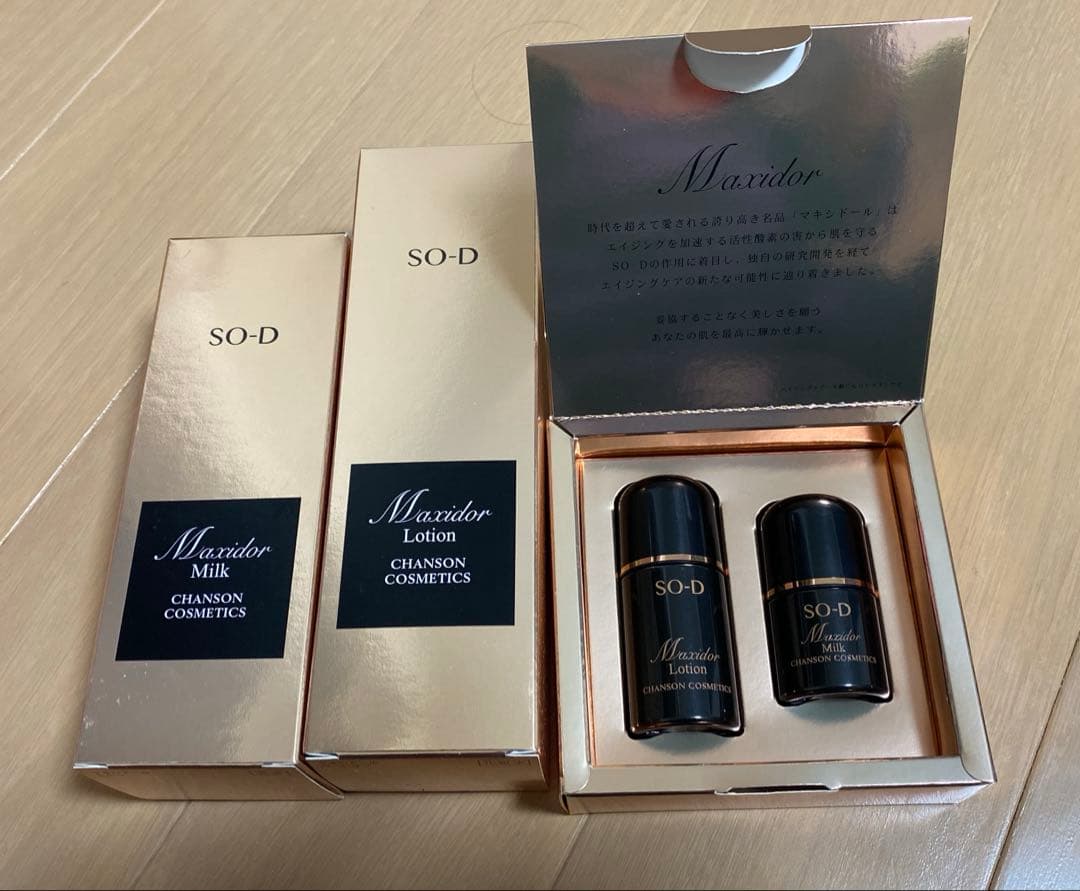 SO-D
Maxidor
Milk
CHANSON
COSMETICS
SO-D
Maxidor
Lotion
CHANSON
COSMETICS
Maxidor
時代を超えて愛される誇り高き名品「マキシドール」は
エイジングを加速する活性酸素の害から肌を守る
SO-Dの作用に着目し、独自の研究開発を経て
エイジングケアの新たな可能性に辿り着きました。
妥協することなく美しさを願う
あなたの肌を最高に輝かせます。
SO-D
Maxidor
Lotion
CHANSON COSMETICS
SO-D
Maxidor
Milk
CHANSON COSMETICS